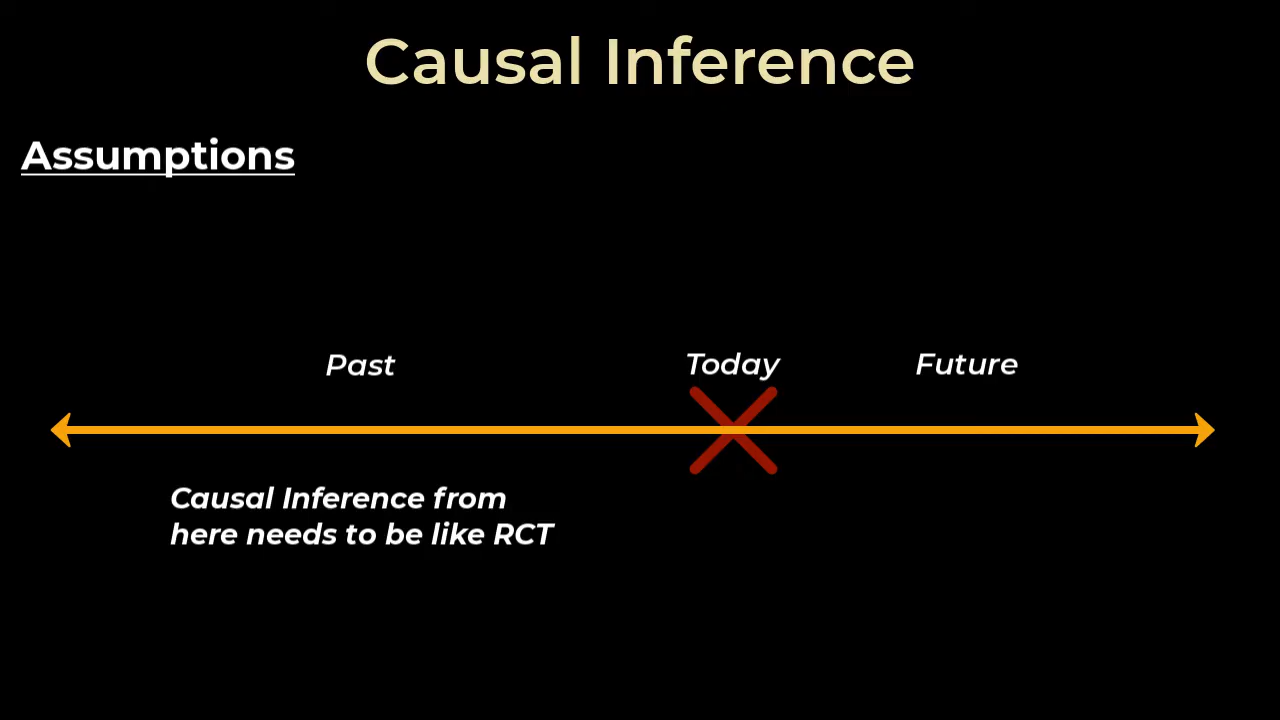 Causal Inference
Assumptions
Past
Today
Future
Causal Inference from
here needs to be like RCT